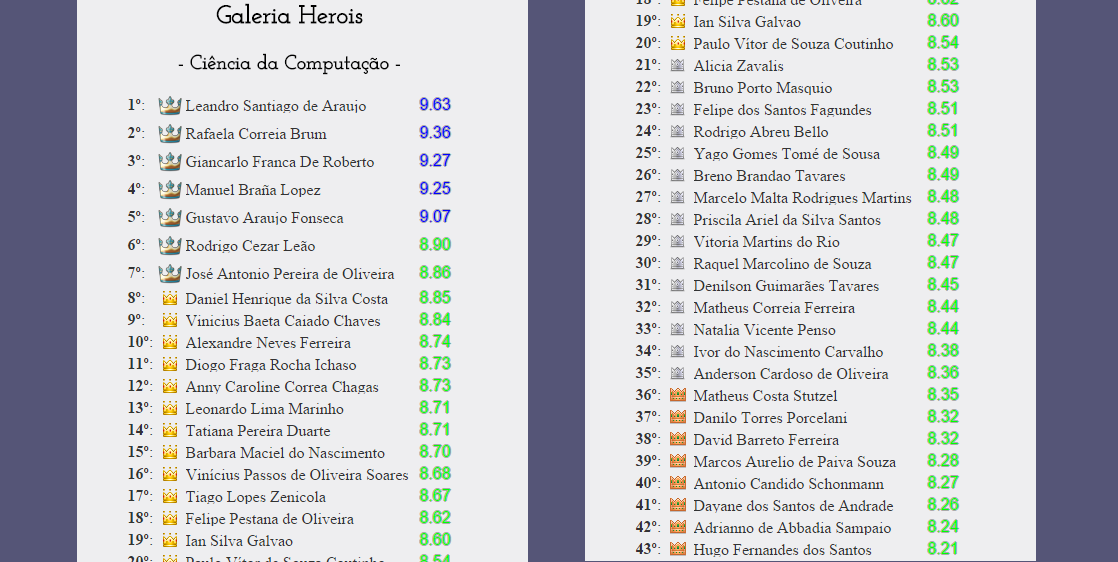 Galeria Herois
- Ciência da Computação -
1º: Leandro Santiago de Araujo 9.63
2º: Rafaela Correia Brum 9.36
3º: Giancarlo Franca De Roberto 9.27
4º: Manuel Braña Lopez 9.25
5º: Gustavo Araujo Fonseca 9.07
6º: Rodrigo Cezar Leão 8.90
7º: José Antonio Pereira de Oliveira 8.86
8º: Daniel Henrique da Silva Costa 8.85
9º: Vinicius Baeta Caiado Chaves 8.84
10º: Alexandre Neves Ferreira 8.74
11º: Diogo Fraga Rocha Ichaso 8.73
12º: Anny Caroline Correa Chagas 8.73
13º: Leonardo Lima Marinho 8.71
14º: Tatiana Pereira Duarte 8.71
15º: Barbara Maciel do Nascimento 8.70
16º: Vinícius Passos de Oliveira Soares 8.68
17º: Tiago Lopes Zenicola 8.67
18º: Felipe Pestana de Oliveira 8.62
19º: Ian Silva Galvao 8.60
20º: Paulo Vítor de Souza Coutinho 8.54
18º: Felipe Pestana de Oliveira 8.62
19º: Ian Silva Galvao 8.60
20º: Paulo Vítor de Souza Coutinho 8.54
21º: Alicia Zavalis 8.53
22º: Bruno Porto Masquio 8.53
23º: Felipe dos Santos Fagundes 8.51
24º: Rodrigo Abreu Bello 8.51
25º: Yago Gomes Tomé de Sousa 8.49
26º: Breno Brandao Tavares 8.49
27º: Marcelo Malta Rodrigues Martins 8.48
28º: Priscila Ariel da Silva Santos 8.48
29º: Vitoria Martins do Rio 8.47
30º: Raquel Marcolino de Souza 8.47
31º: Denilson Guimarães Tavares 8.45
32º: Matheus Correia Ferreira 8.44
33º: Natalia Vicente Penso 8.44
34º: Ivor do Nascimento Carvalho 8.38
35º: Anderson Cardoso de Oliveira 8.36
36º: Matheus Costa Stutzel 8.35
37º: Danilo Torres Porcelani 8.32
38º: David Barreto Ferreira 8.32
39º: Marcos Aurelio de Paiva Souza 8.28
40º: Antonio Candido Schonmann 8.27
41º: Dayane dos Santos de Andrade 8.26
42º: Adrianno de Abbadia Sampaio 8.24
43º: Hugo Fernandes dos Santos 8.21